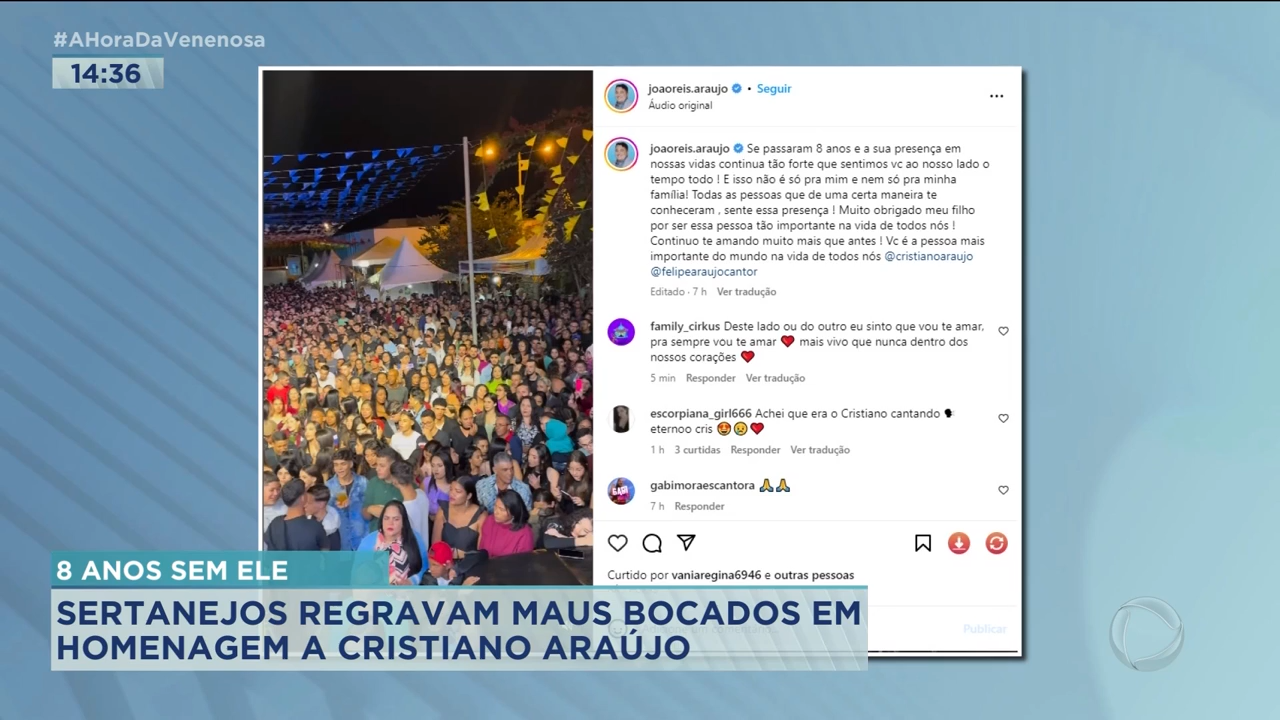 #AHoraDaVenenosa
14:36
joaoreis.araujo • Seguir
Áudio original
joaoreis.araujo Se passaram 8 anos e a sua presença em
nossas vidas continua tão forte que sentimos vc ao nosso lado o
tempo todo ! E isso não é só pra mim e nem só pra minha
família! Todas as pessoas que de uma certa maneira te
conheceram , sente essa presença ! Muito obrigado meu filho
por ser essa pessoa tão importante na vida de todos nós !
Continuo te amando muito mais que antes ! Vc é a pessoa mais
importante do mundo na vida de todos nós @cristianoaraujo
@felipearaujocantor
Editado · 7 h Ver tradução
family_cirkus Deste lado ou do outro eu sinto que vou te amar,
pra sempre vou te amar ❤️ mais vivo que nunca dentro dos
nossos corações ❤️
5 min Responder Ver tradução
escorpiana_girl666 Achei que era o Cristiano cantando 🗣
eternoo cris 🤩😖❤️
1 h 3 curtidas Responder Ver tradução
gabimoraescantora 🙏🙏
7 h Responder
Curtido por vaniaregina6946 e outras pessoas
Publicar
8 ANOS SEM ELE
SERTANEJOS REGRAVAM MAUS BOCADOS EM
HOMENAGEM A CRISTIANO ARAÚJO